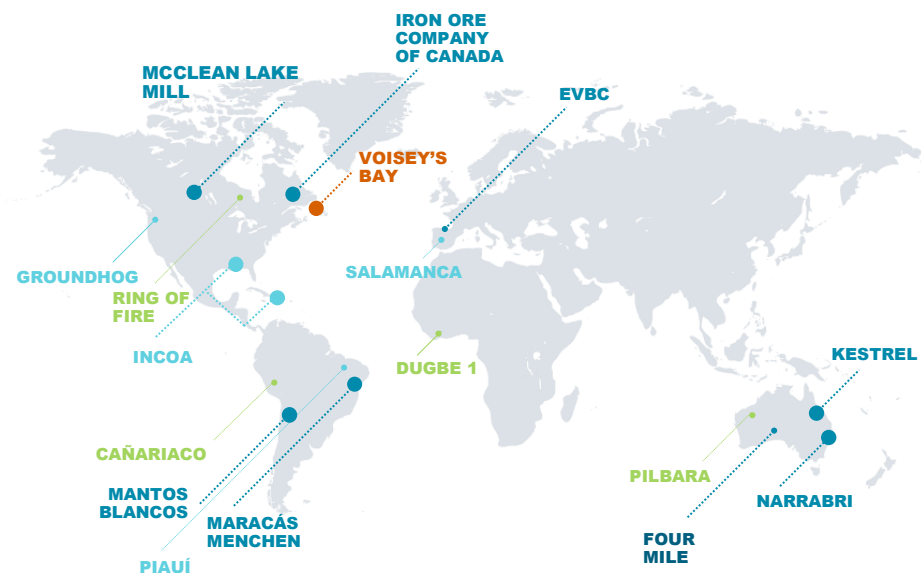 IRON ORE
COMPANY
OF CANADA
MCCLEAN LAKE
MILL
EVBC
VOISEY'S
BAY
GROUNDHOG
SALAMANCA
RING OF
FIRE
INCOA
DUGBE 1
KESTREL
CAÑARIACO
PILBARA
MANTOS
BLANCOS
NARRABRI
MARACÁS
MENCHEN
FOUR
MILE
PIAUÍ